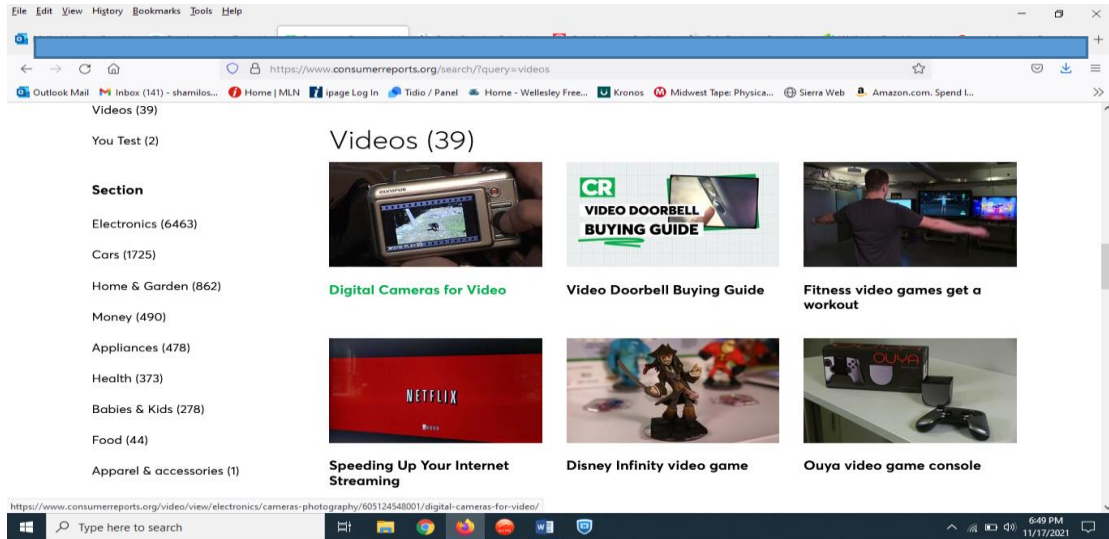 File Edit View History Bookmarks Tools Help
https://www.consumerreports.org/search/?query=videos
Outlook Mail Inbox (141) - shamilos... Home | MLN ipage Log In Tidio / Panel Home - Wellesley Free... Kronos Midwest Tape: Physica... Sierra Web Amazon.com. Spend l...
Videos (39)
You Test (2)
Section
Electronics (6463)
Cars (1725)
Home & Garden (862)
Money (490)
Appliances (478)
Health (373)
Babies & Kids (278)
Food (44)
Apparel & accessories (1)
Videos (39)
OLYMPUS
CR
VIDEO DOORBELL
BUYING GUIDE
Digital Cameras for Video
Video Doorbell Buying Guide
Fitness video games get a
workout
NETFLIX
OUYA
Speeding Up Your Internet
Streaming
Disney Infinity video game
Ouya video game console
https://www.consumerreports.org/video/view/electronics/cameras-photography/605124548001/digital-cameras-for-video/
Type here to search
6:49 PM
11/17/2021